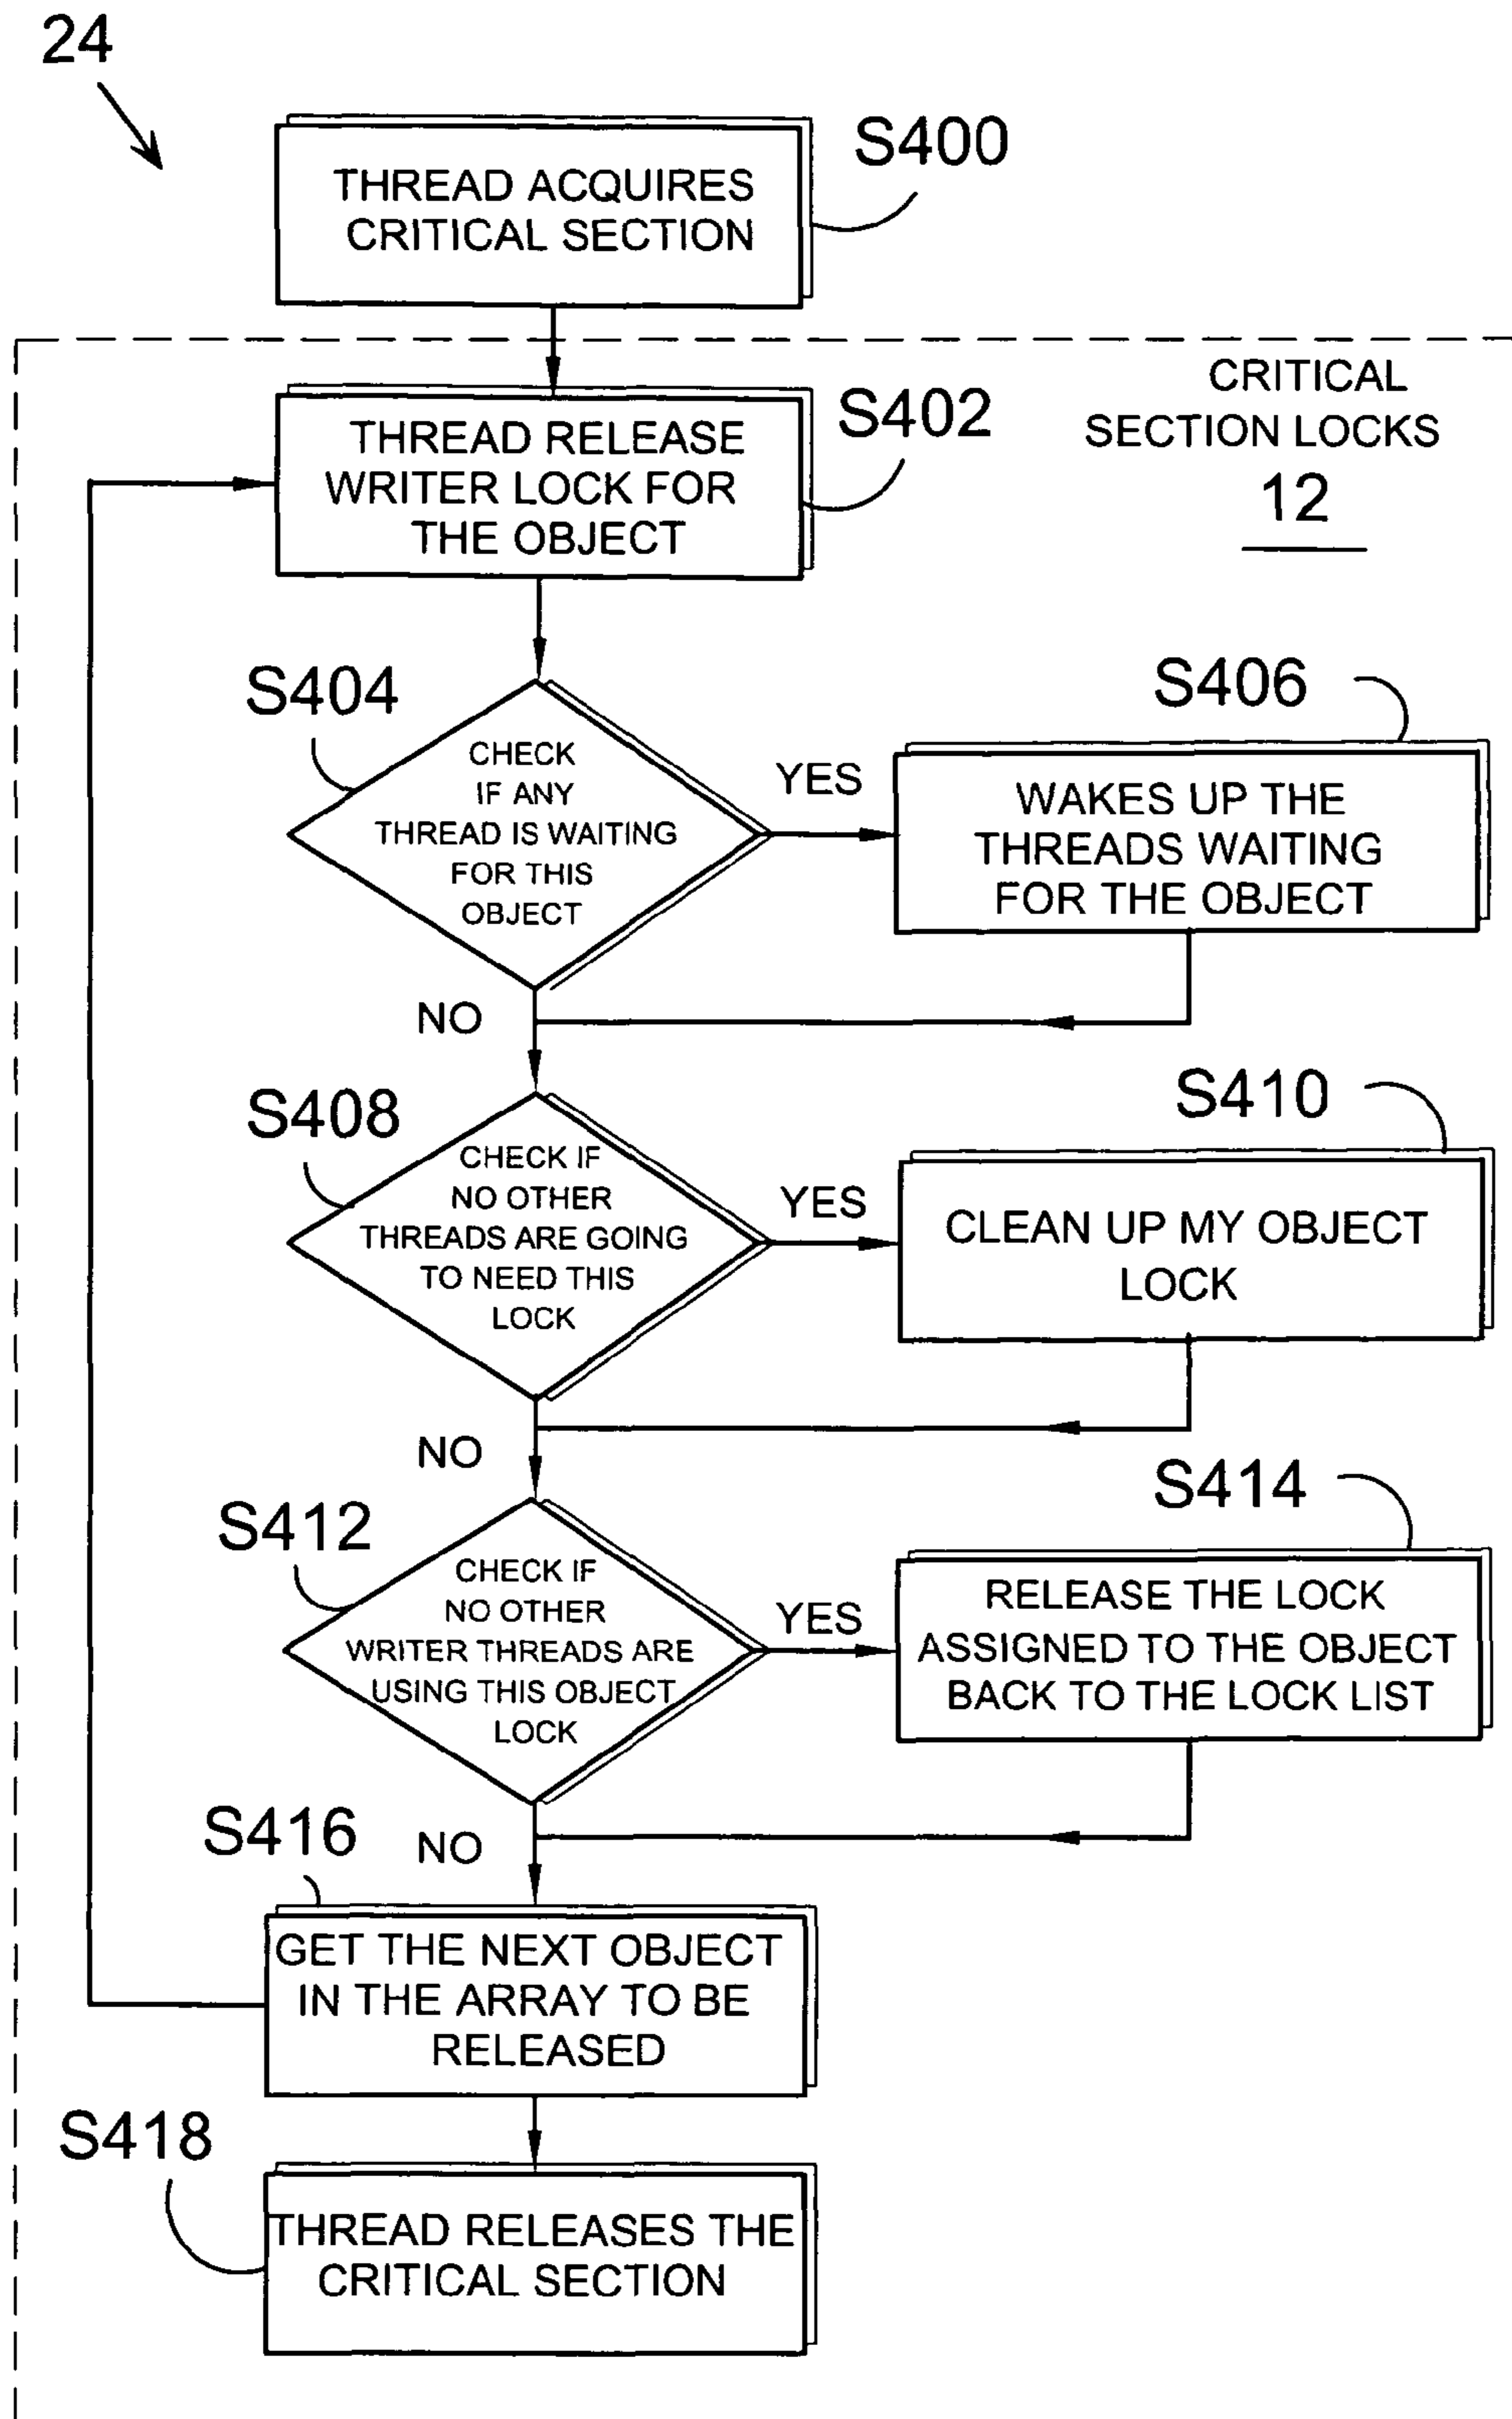 24
S400
THREAD ACQUIRES
CRITICAL SECTION
CRITICAL
SECTION LOCKS
12
S402
THREAD RELEASE
WRITER LOCK FOR
THE OBJECT
S404
CHECK
IF ANY
THREAD IS WAITING
FOR THIS
OBJECT
YES
S406
WAKES UP THE
THREADS WAITING
FOR THE OBJECT
NO
S408
CHECK IF
NO OTHER
THREADS ARE GOING
TO NEED THIS
LOCK
YES
S410
CLEAN UP MY OBJECT
LOCK
NO
S412
CHECK IF
NO OTHER
WRITER THREADS ARE
USING THIS OBJECT
LOCK
YES
S414
RELEASE THE LOCK
ASSIGNED TO THE OBJECT
BACK TO THE LOCK LIST
NO
S416
GET THE NEXT OBJECT
IN THE ARRAY TO BE
RELEASED
S418
THREAD RELEASES THE
CRITICAL SECTION